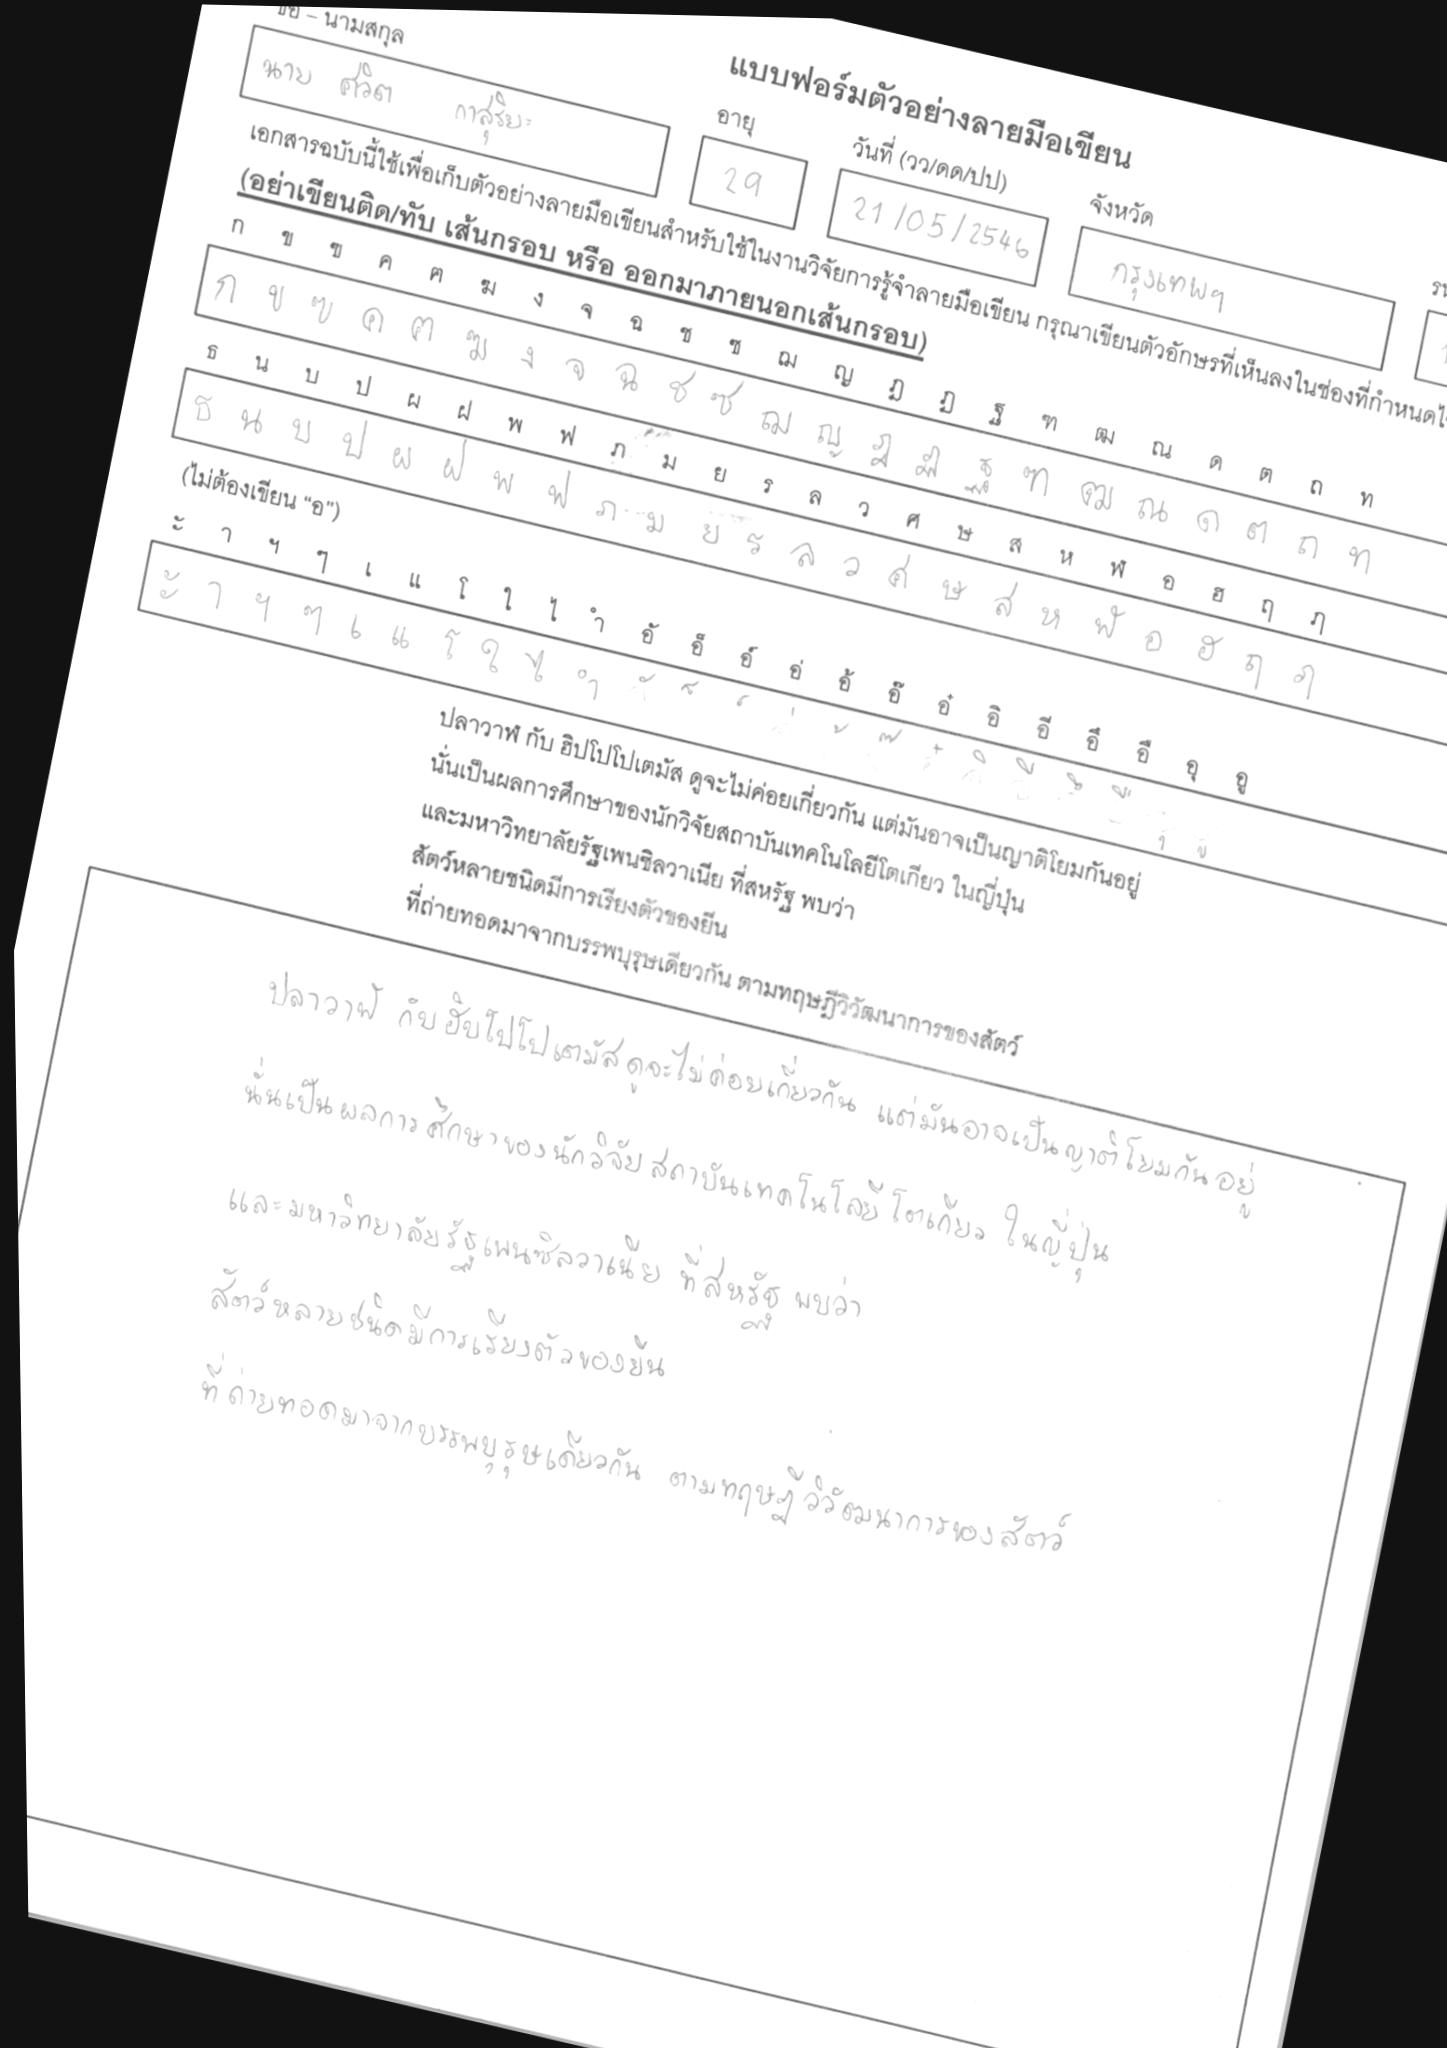 แบบฟอร์มตัวอย่างลายมือเขียน
ชื่อ – นามสกุล
นาย ศวิต กาสุริยะ
อายุ
29
วันที่ (วว/ดด/ปป)
21/05/2546
จังหวัด
กรุงเทพฯ
เอกสารฉบับนี้ใช้เพื่อเก็บตัวอย่างลายมือเขียนสำหรับใช้ในงานวิจัยการรู้จำลายมือเขียน กรุณาเขียนตัวอักษรที่เห็นลงในช่องที่กำหนด
(อย่าเขียนติด/ทับ เส้นกรอบ หรือ ออกมาภายนอกเส้นกรอบ)
ก ข ฃ ค ฅ ฆ ง จ ฉ ช ซ ฌ ญ ฎ ฏ ฐ ฑ ฒ ณ ด ต ถ ท
ก ข ฃ ค ฅ ฆ ง จ ฉ ช ซ ฌ ญ ฎ ฏ ฐ ฑ ฒ ณ ด ต ถ ท
ธ น บ ป ผ ฝ พ ฟ ภ ม ย ร ล ว ศ ษ ส ห ฬ อ ฮ ฤ ฦ
ธ น บ ป ผ ฝ พ ฟ ภ ม ย ร ล ว ศ ษ ส ห ฬ อ ฮ ฤ ฦ
(ไม่ต้องเขียน “อ”)
ะ า ฯ ๆ เ แ โ ใ ไ ำ อั อ็ อ์ อ่ อ้ อ๊ อ๋ อิ อี อึ อื อุ อู
ะ า ฯ ๆ เ แ โ ใ ไ ำ ั ็ ์ ่ ้ ๊ ๋ ิ ี ึ ื ุ ู
ปลาวาฬ กับ ฮิปโปโปเตมัส ดูจะไม่ค่อยเกี่ยวกัน แต่มันอาจเป็นญาติโยมกันอยู่
นั่นเป็นผลการศึกษาของนักวิจัยสถาบันเทคโนโลยีโตเกียว ในญี่ปุ่น
และมหาวิทยาลัยรัฐเพนซิลวาเนีย ที่สหรัฐ พบว่า
สัตว์หลายชนิดมีการเรียงตัวของยีน
ที่ถ่ายทอดมาจากบรรพบุรุษเดียวกัน ตามทฤษฎีวิวัฒนาการของสัตว์
ปลาวาฬ กับฮิบโปโปเตมัสดูจะไม่ค่อยเกี่ยวกัน แต่มันอาจเป็นญาติโยมกันอยู่
นั่นเป็นผลการศึกษาของนักวิจัยสถาบันเทคโนโลยีโตเกียว ในญี่ปุ่น
และมหาวิทยาลัยรัฐเพนซิลวาเนีย ที่สหรัฐ พบว่า
สัตว์หลายชนิดมีการเรียงตัวของยีน
ที่ถ่ายทอดมาจากบรรพบุรุษเดียวกัน ตามทฤษฎีวิวัฒนาการของสัตว์